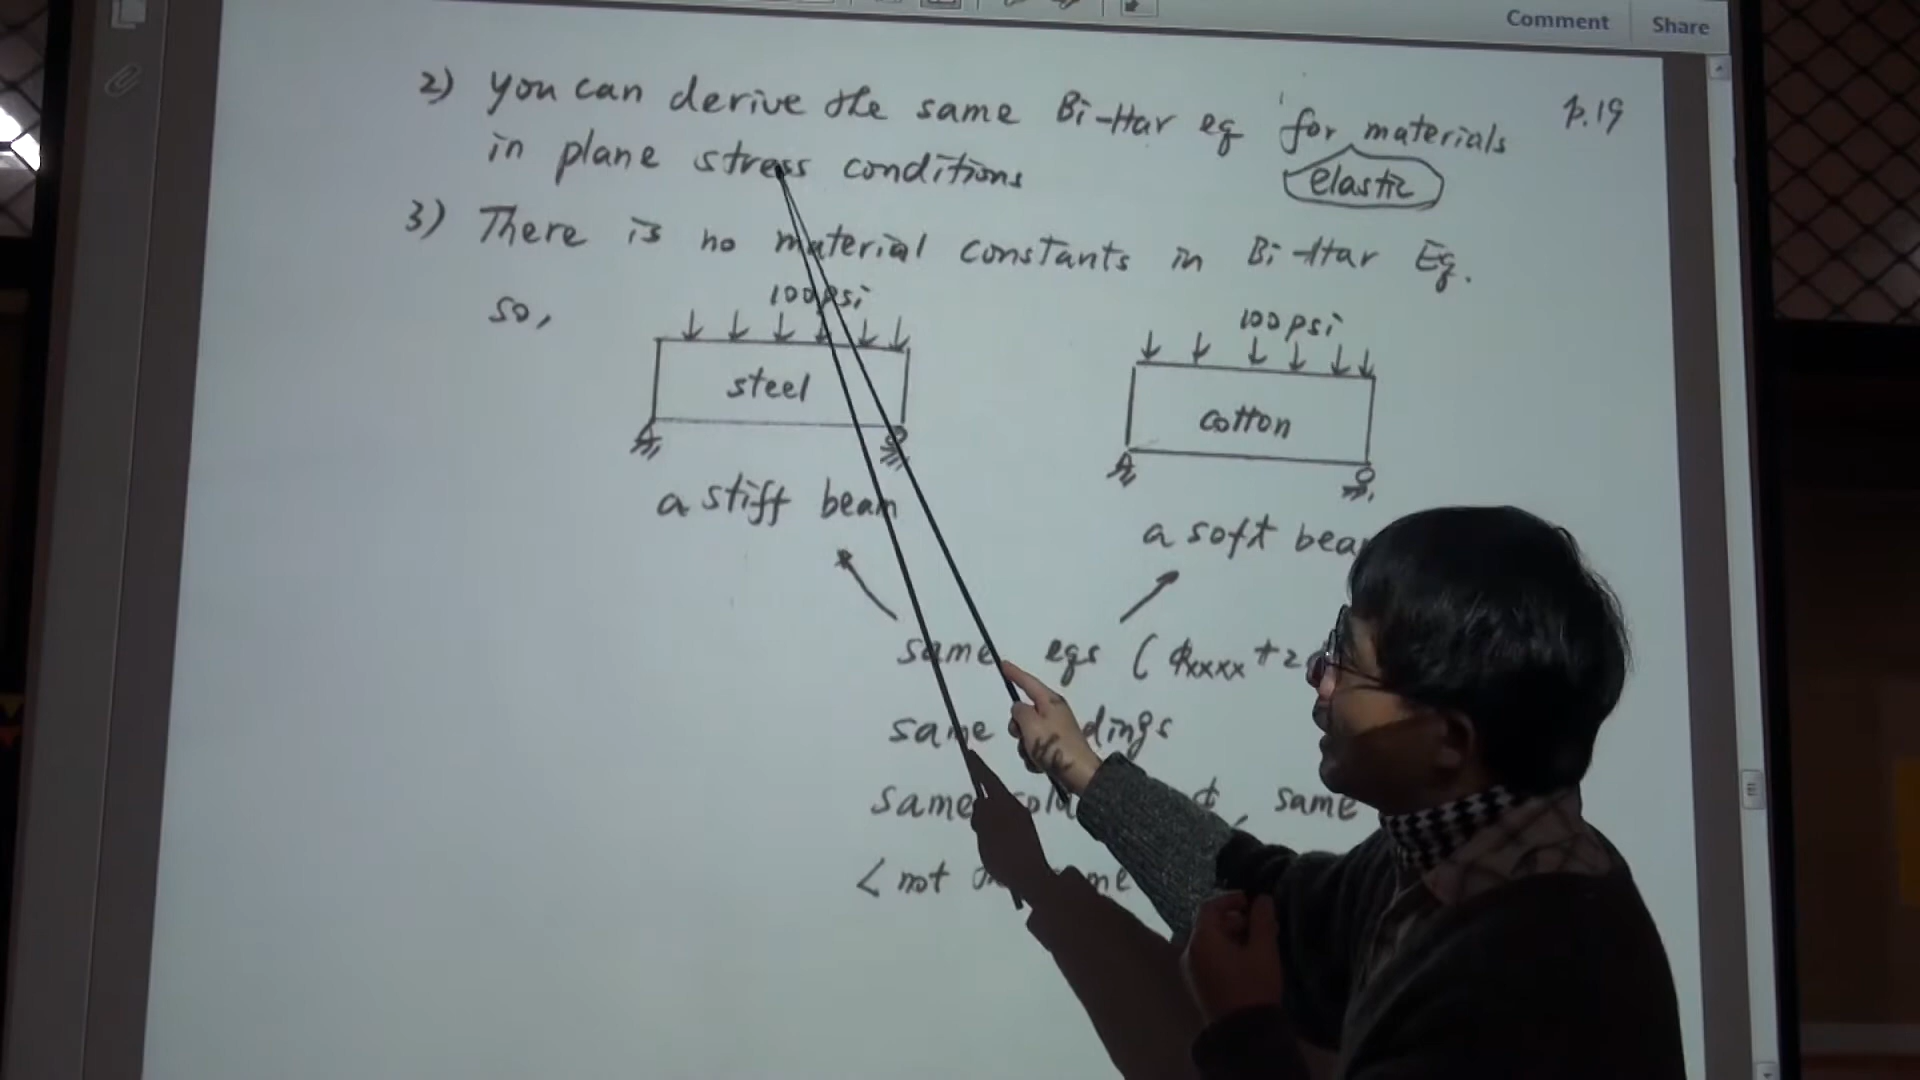 Comment Share
2) you can derive the same Bi-Har eq for materials p.19
in plane stress conditions elastic
3) There is no material constants in Bi-Har Eq.
so,
100psi 100psi
steel cotton
a stiff beam a soft
same eqs ( ϕxxxx + 2
same
same ϕ, same
< not